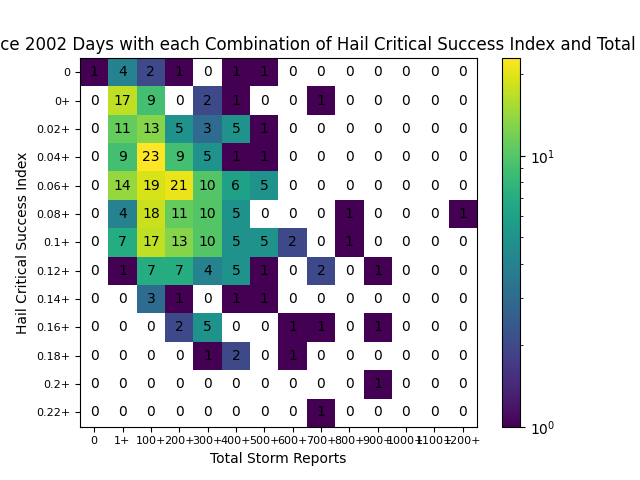 ce 2002 Days with each Combination of Hail Critical Success Index and Total
Hail Critical Success Index
0 1 4 2 1 0 1 1 0 0 0 0 0 0 0
0+ 0 17 9 0 2 1 0 0 1 0 0 0 0 0
0.02+ 0 11 13 5 3 5 1 0 0 0 0 0 0 0
0.04+ 0 9 23 9 5 1 1 0 0 0 0 0 0 0
0.06+ 0 14 19 21 10 6 5 0 0 0 0 0 0 0
0.08+ 0 4 18 11 10 5 0 0 0 1 0 0 0 1
0.1+ 0 7 17 13 10 5 5 2 0 1 0 0 0 0
0.12+ 0 1 7 7 4 5 1 0 2 0 1 0 0 0
0.14+ 0 0 3 1 0 1 1 0 0 0 0 0 0 0
0.16+ 0 0 0 2 5 0 0 1 1 0 1 0 0 0
0.18+ 0 0 0 0 1 2 0 1 0 0 0 0 0 0
0.2+ 0 0 0 0 0 0 0 0 0 0 1 0 0 0
0.22+ 0 0 0 0 0 0 0 0 1 0 0 0 0 0
0 1+ 100+ 200+ 300+ 400+ 500+ 600+ 700+ 800+ 900+ 1000+ 1100+ 1200+
Total Storm Reports
10¹
10⁰